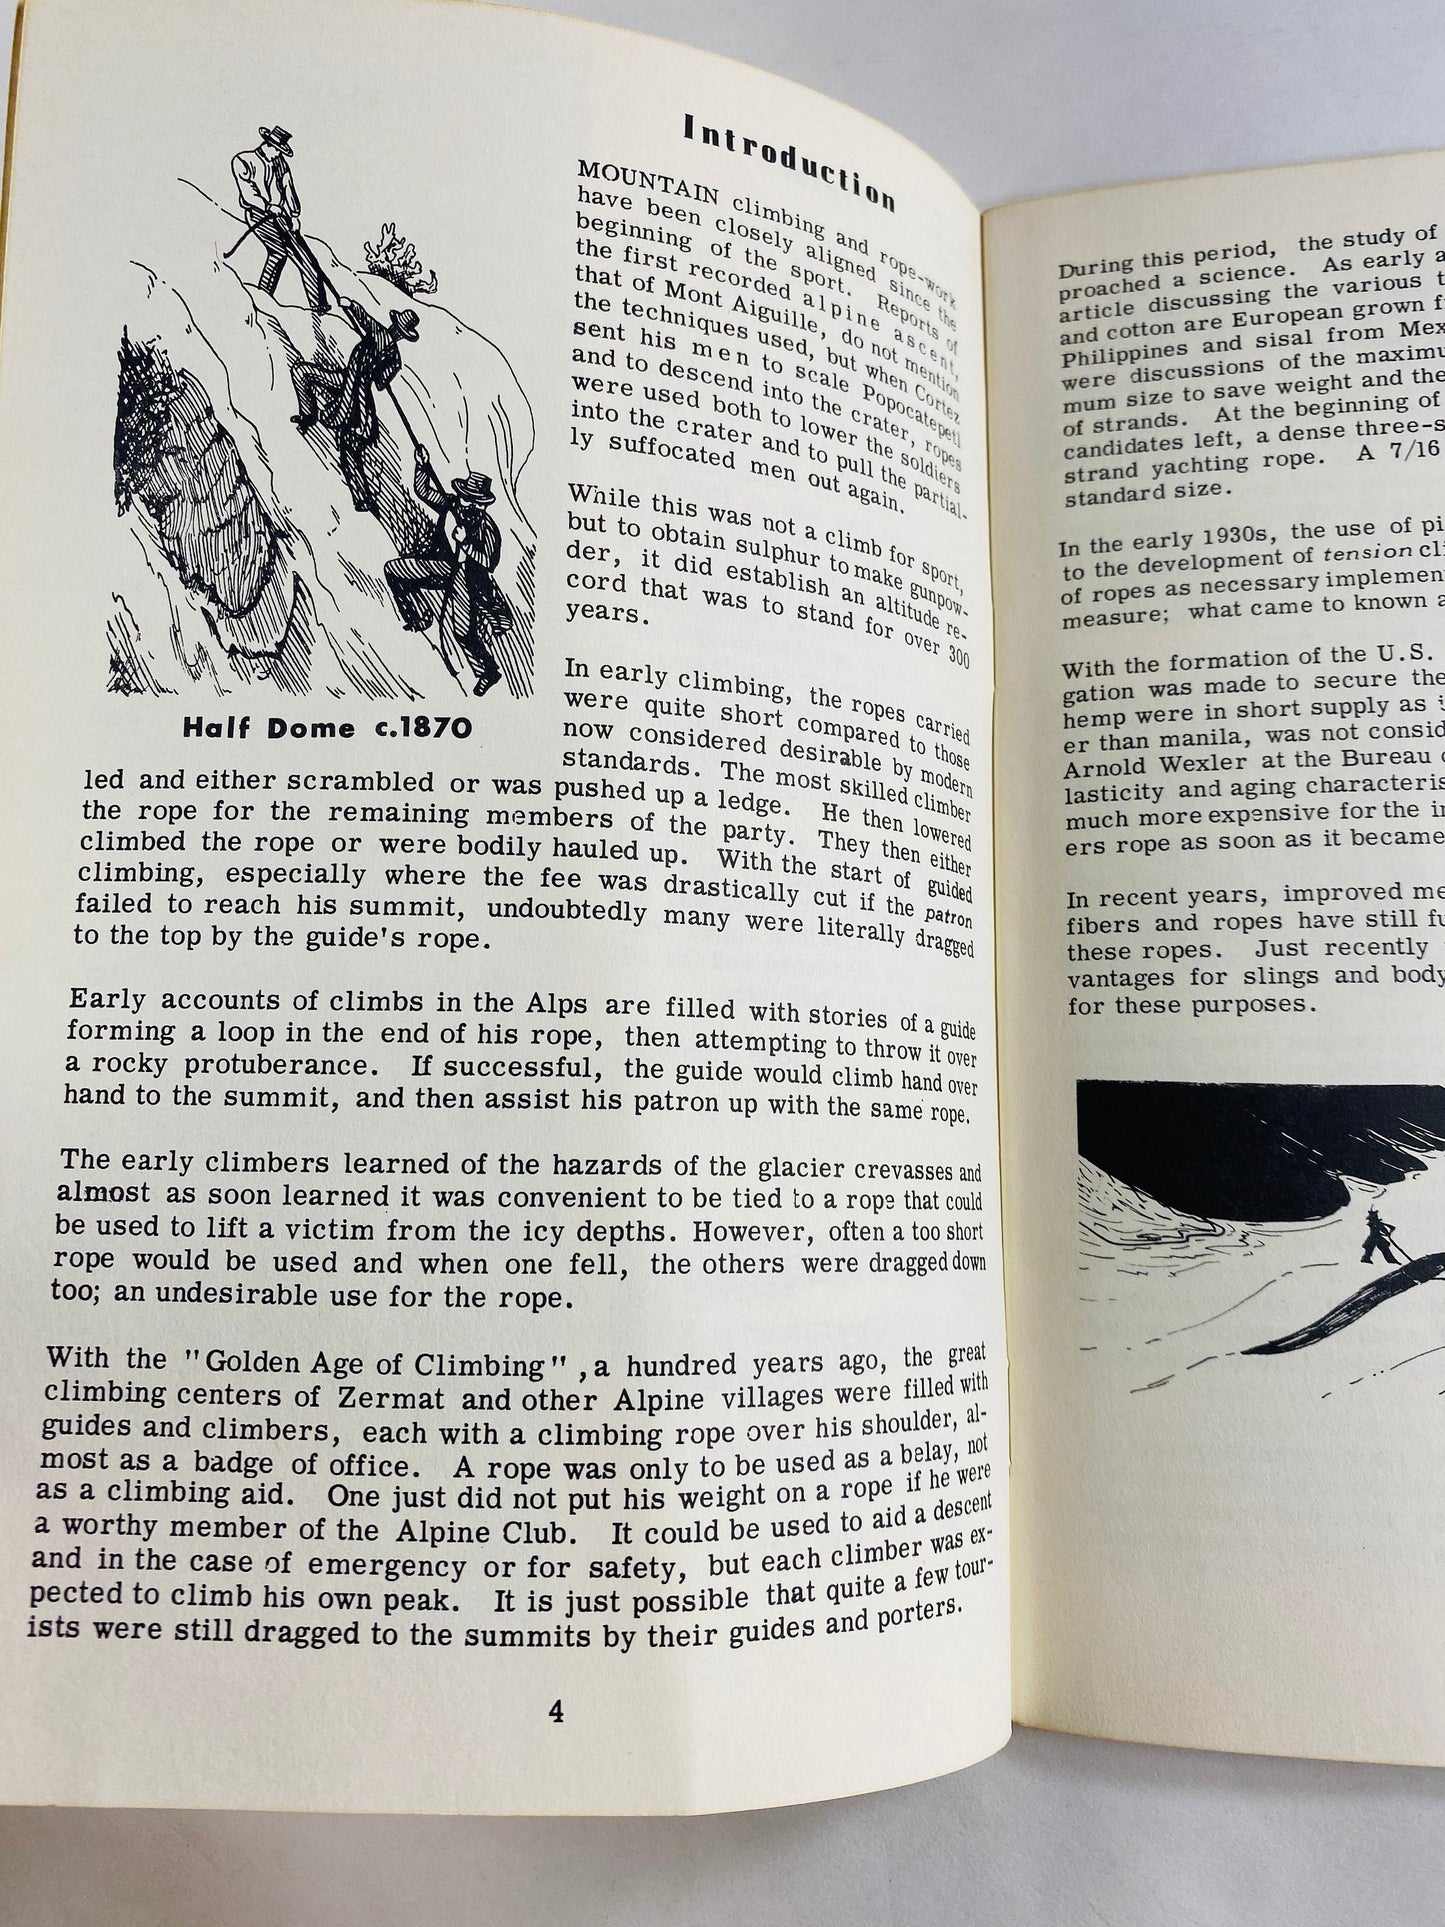 Introduction
MOUNTAIN climbing and rope-work
have been closely aligned since the
beginning of the sport. Reports of
the first recorded alpine ascent,
that of Mont Aiguille, do not mention
the techniques used, but when Cortez
sent his men to scale Popocatepetl
and to descend into the crater, ropes
were used both to lower the soldiers
into the crater and to pull the partial-
ly suffocated men out again.
While this was not a climb for sport,
but to obtain sulphur to make gunpow-
der, it did establish an altitude re-
cord that was to stand for over 300
years.
Half Dome c.1870
In early climbing, the ropes carried
were quite short compared to those
now considered desirable by modern
standards. The most skilled climber
led and either scrambled or was pushed up a ledge. He then lowered
the rope for the remaining members of the party. They then either
climbed the rope or were bodily hauled up. With the start of guided
climbing, especially where the fee was drastically cut if the patron
failed to reach his summit, undoubtedly many were literally dragged
to the top by the guide's rope.
Early accounts of climbs in the Alps are filled with stories of a guide
forming a loop in the end of his rope, then attempting to throw it over
a rocky protuberance. If successful, the guide would climb hand over
hand to the summit, and then assist his patron up with the same rope.
The early climbers learned of the hazards of the glacier crevasses and
almost as soon learned it was convenient to be tied to a rope that could
be used to lift a victim from the icy depths. However, often a too short
rope would be used and when one fell, the others were dragged down
too; an undesirable use for the rope.
With the "Golden Age of Climbing", a hundred years ago, the great
climbing centers of Zermat and other Alpine villages were filled with
guides and climbers, each with a climbing rope over his shoulder, al-
most as a badge of office. A rope was only to be used as a belay, not
as a climbing aid. One just did not put his weight on a rope if he were
a worthy member of the Alpine Club. It could be used to aid a descent
and in the case of emergency or for safety, but each climber was ex-
pected to climb his own peak. It is just possible that quite a few tour-
ists were still dragged to the summits by their guides and porters.
4
During this period, the study of
proached a science. As early a
article discussing the various t
and cotton are European grown f
Philippines and sisal from Mex
were discussions of the maximu
mum size to save weight and the
of strands. At the beginning of
candidates left, a dense three-s
strand yachting rope. A 7/16
standard size.
In the early 1930s, the use of pi
to the development of tension cli
of ropes as necessary implemen
measure; what came to known a
With the formation of the U.S.
gation was made to secure the
hemp were in short supply as i
er than manila, was not consid
Arnold Wexler at the Bureau o
lasticity and aging characteris
much more expensive for the in
ers rope as soon as it became
In recent years, improved me
fibers and ropes have still fu
these ropes. Just recently
vantages for slings and body
for these purposes.